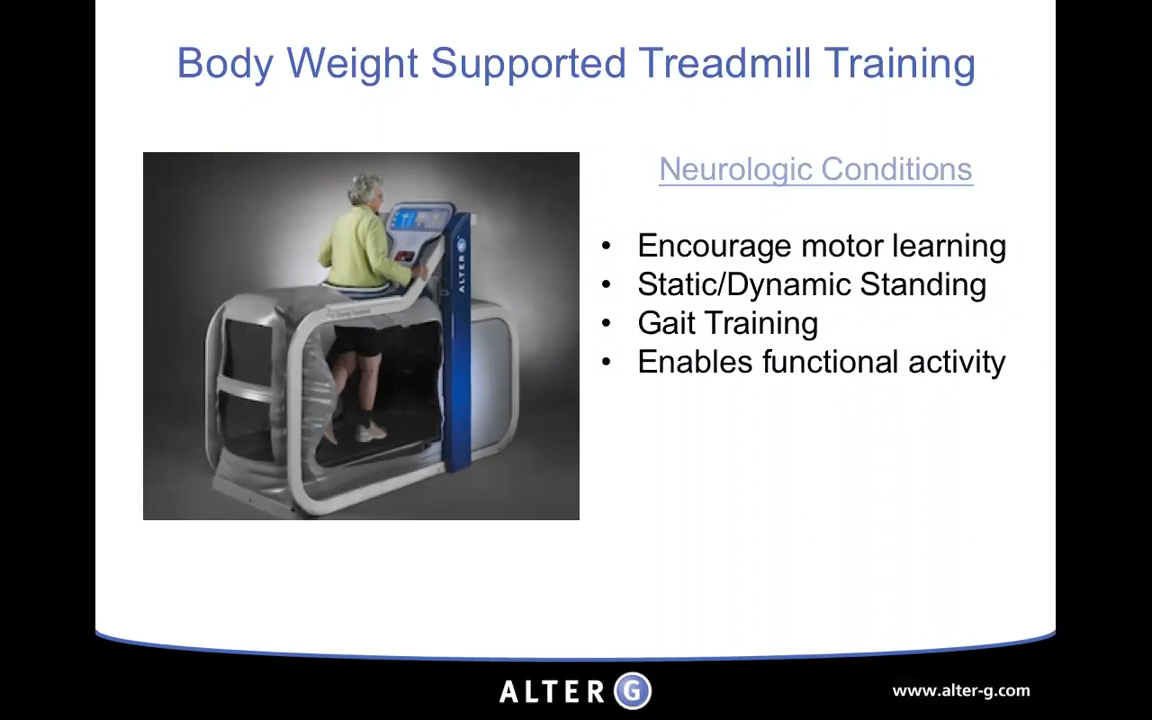 Body Weight Supported Treadmill Training
Neurologic Conditions
• Encourage motor learning
• Static/Dynamic Standing
• Gait Training
• Enables functional activity
ALTER G
ALTER G
www.alter-g.com